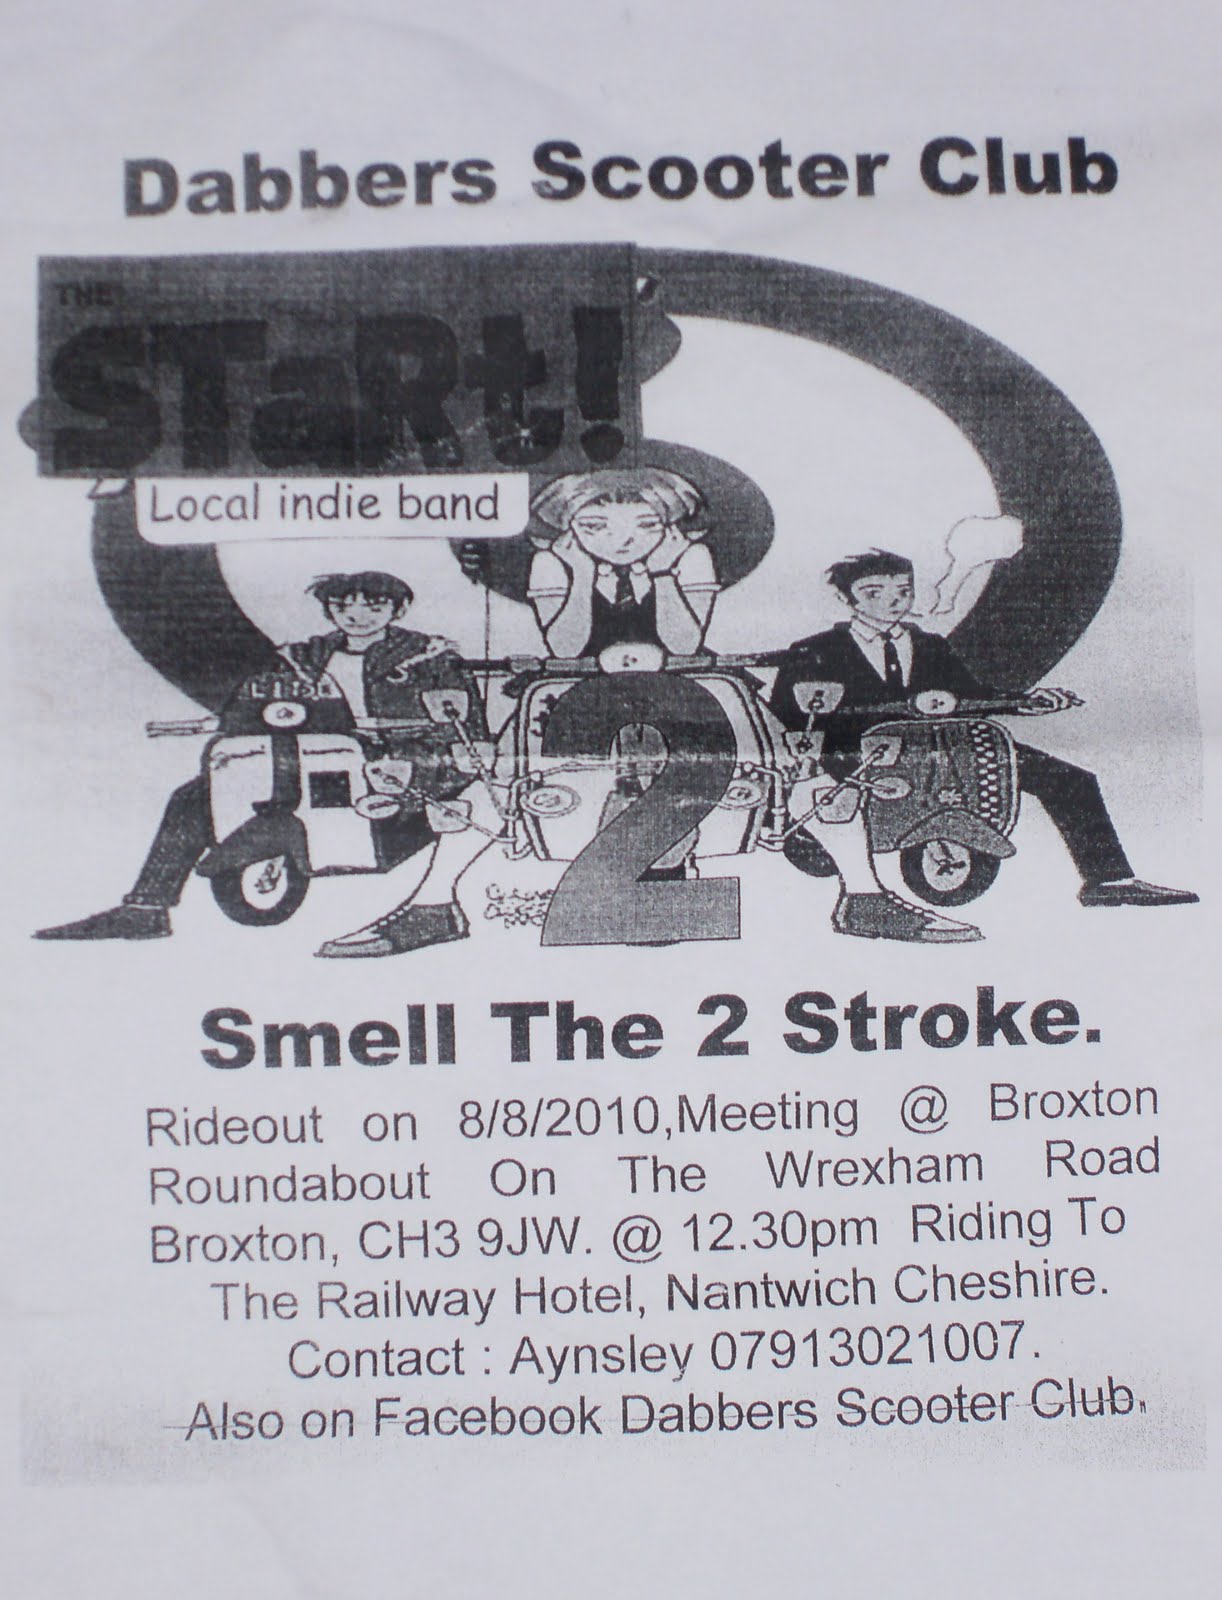 Dabbers Scooter Club
THE
STaRt!
Local indie band
2
Smell The 2 Stroke.
Rideout on 8/8/2010,Meeting @ Broxton
Roundabout On The Wrexham Road
Broxton, CH3 9JW. @ 12.30pm Riding To
The Railway Hotel, Nantwich Cheshire.
Contact : Aynsley 07913021007.
Also on Facebook Dabbers Scooter Club.